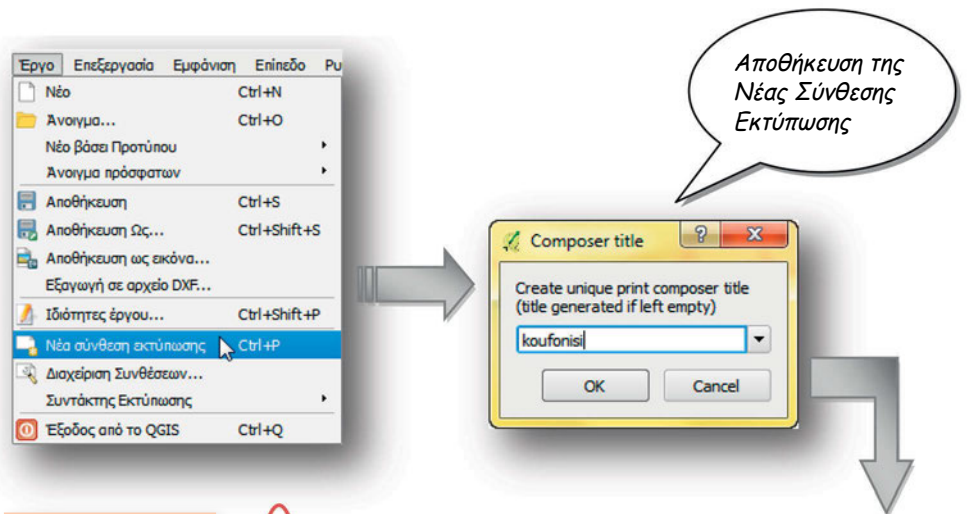 Έργο Επεξεργασία Εμφάνιση Επίπεδο Ρυ
Νέο Ctrl+N
Άνοιγμα... Ctrl+O
Νέο βάσει Προτύπου
Άνοιγμα πρόσφατων
Αποθήκευση Ctrl+S
Αποθήκευση Ως... Ctrl+Shift+S
Αποθήκευση ως εικόνα...
Εξαγωγή σε αρχείο DXF...
Ιδιότητες έργου... Ctrl+Shift+P
Νέα σύνθεση εκτύπωσης Ctrl+P
Διαχείριση Συνθέσεων...
Συντάκτης Εκτύπωσης
Έξοδος από το QGIS Ctrl+Q
Αποθήκευση της
Νέας Σύνθεσης
Εκτύπωσης
Composer title
Create unique print composer title
(title generated if left empty)
koufonisi
OK Cancel